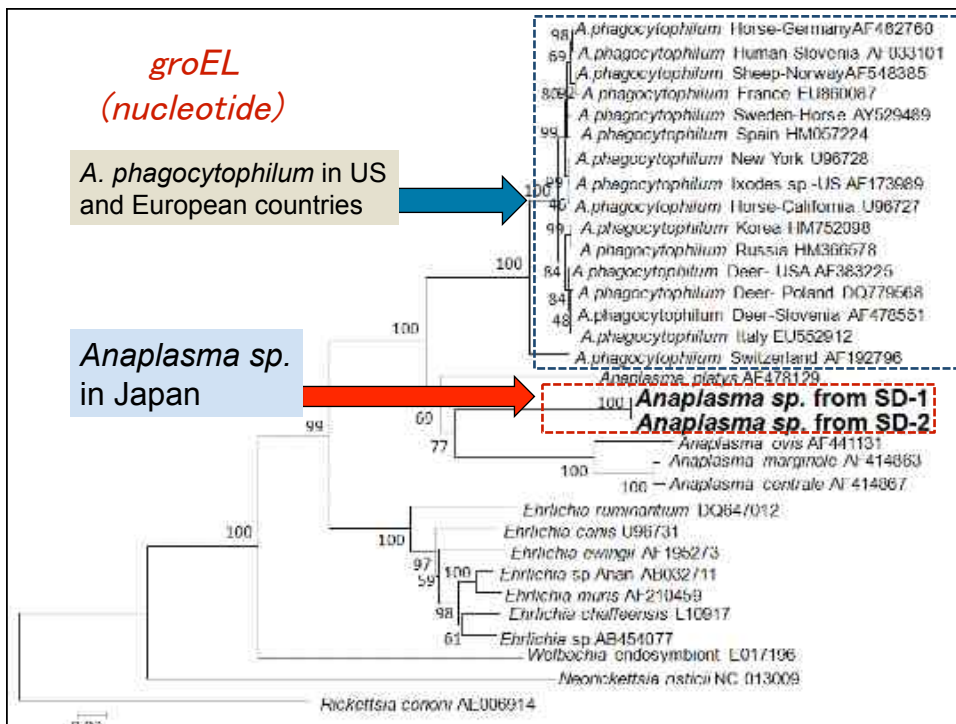 groEL
(nucleotide)
A. phagocytophilum in US
and European countries
Anaplasma sp.
in Japan
A.phagocytophilum Horse-GermanyAF482760
A.phagocytophilum Human Slovenia AF033101
A.phagocytophilum Sheep-NorwayAF548385
A phagocytophilum France EU860087
A.phagocytophilum Sweden-Horse AY529489
A phagocytophilum Spain HM057224
A phagocytophilum New York U96728
A phagocytophilum Ixodes sp-US AF173989
A.phagocytophilum Horse-California U96727
A phagocytophilum Korea HM752098
A phagocytophilum Russia HM366578
A.phagocytophilum Deer- USA AF383225
A phagocytophilum Deer- Poland DQ779568
A.phagocytophilum Deer-Slovenia AF478551
A.phagocytophilum Italy EU552912
A.phagocytophilum Switzerland AF192796
Anaplasma platys AF478129
Anaplasma sp. from SD-1
Anaplasma sp. from SD-2
Anaplasma ovis AF441131
Anaplasma marginale AF414863
Anaplasma centrale AF414867
Ehrlichia ruminantium DQ647012
Ehrlichia canis U96731
Ehrlichia ewingii AF195273
Ehrlichia sp Anan AB032711
Ehrlichia muris AF210459
Ehrlichia chaffeensis L10917
Ehrlichia sp AB454077
Wolbachia endosymbiont
Neorickettsia risticii NC 013009
Rickettsia conorii AE006914
98
69
99
100
99
84
84
48
100
100
100
69
77
100
100
99
100
100
97
59
100
98
61